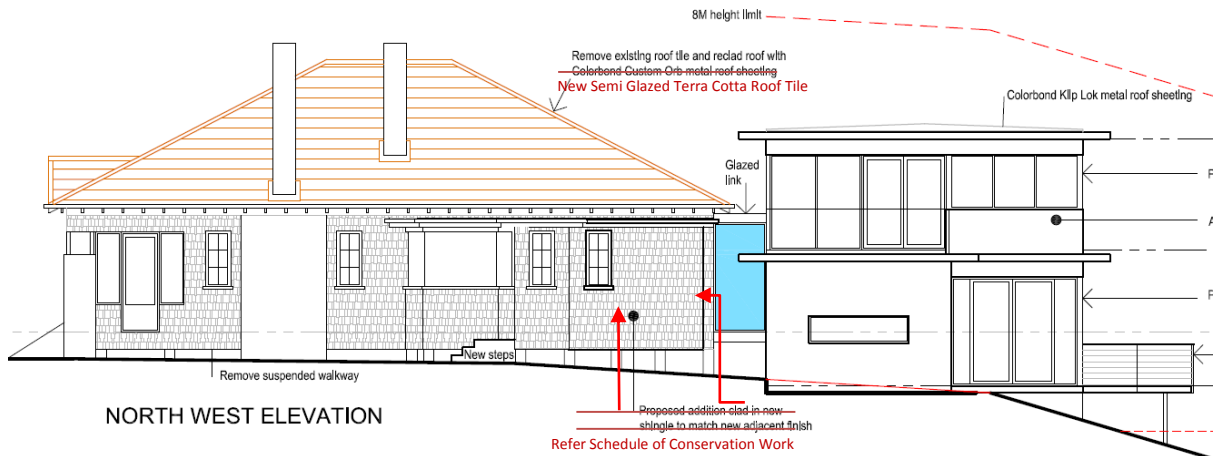 8M height limit
Remove existing roof tile and reclad roof with
Colorbond Custom Orb metal roof sheeting
New Semi Glazed Terra Cotta Roof Tile
Colorbond Klip Lok metal roof sheeting
Glazed
link
F
A
F
New steps
Remove suspended walkway
NORTH WEST ELEVATION
Proposed addition clad in new
shingle to match new adjacent finish
Refer Schedule of Conservation Work